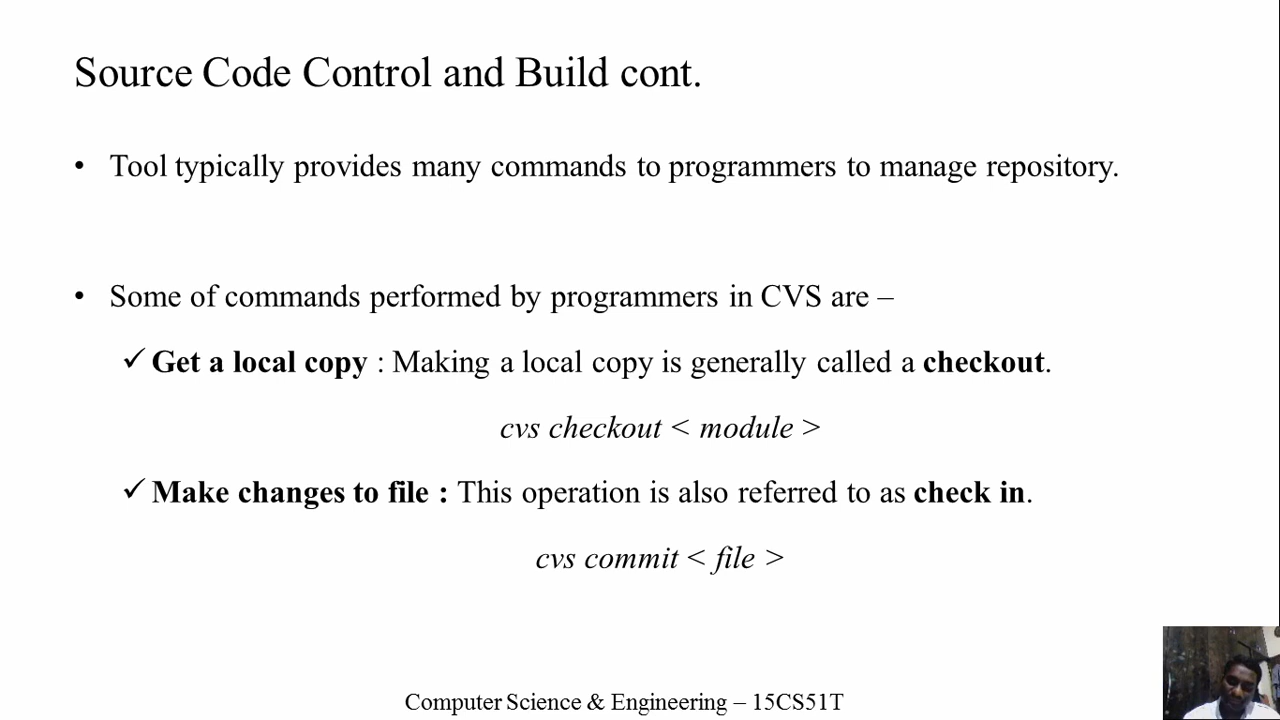 Source Code Control and Build cont.
• Tool typically provides many commands to programmers to manage repository.
• Some of commands performed by programmers in CVS are –
✓ Get a local copy : Making a local copy is generally called a checkout.
cvs checkout < module >
✓ Make changes to file : This operation is also referred to as check in.
cvs commit < file >
Computer Science & Engineering – 15CS51T